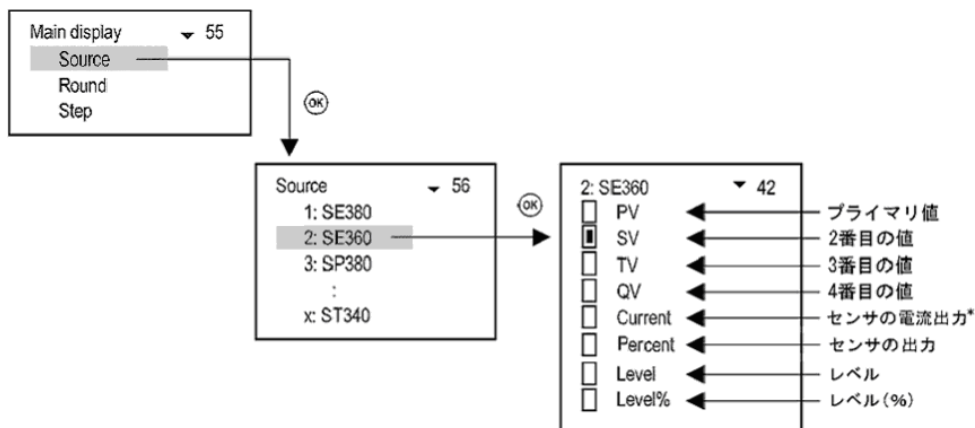 Main display 55
Source
Round
Step
OK
Source 56
1: SE380
2: SE360
3: SP380
:
x: ST340
OK
2: SE360 42
PV プライマリ値
SV 2番目の値
TV 3番目の値
QV 4番目の値
Current センサの電流出力*
Percent センサの出力
Level レベル
Level% レベル(%)